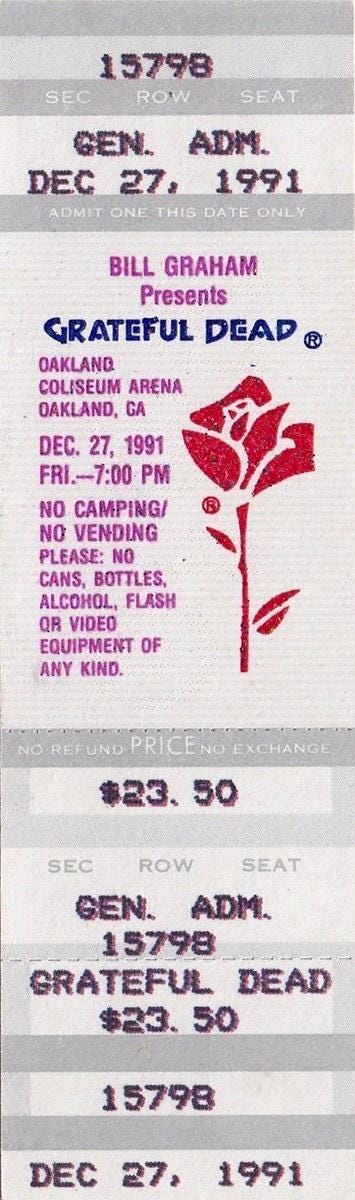 15798
SEC ROW SEAT
GEN. ADM.
DEC 27, 1991
ADMIT ONE THIS DATE ONLY
BILL GRAHAM
Presents
GRATEFUL DEAD ®
OAKLAND
COLISEUM ARENA
OAKLAND, CA
DEC. 27, 1991
FRI.—7:00 PM
NO CAMPING/
NO VENDING
PLEASE: NO
CANS, BOTTLES,
ALCOHOL, FLASH
OR VIDEO
EQUIPMENT OF
ANY KIND.
®
NO REFUND PRICE NO EXCHANGE
$23.50
SEC ROW SEAT
GEN. ADM.
15798
GRATEFUL DEAD
$23.50
15798
DEC 27, 1991